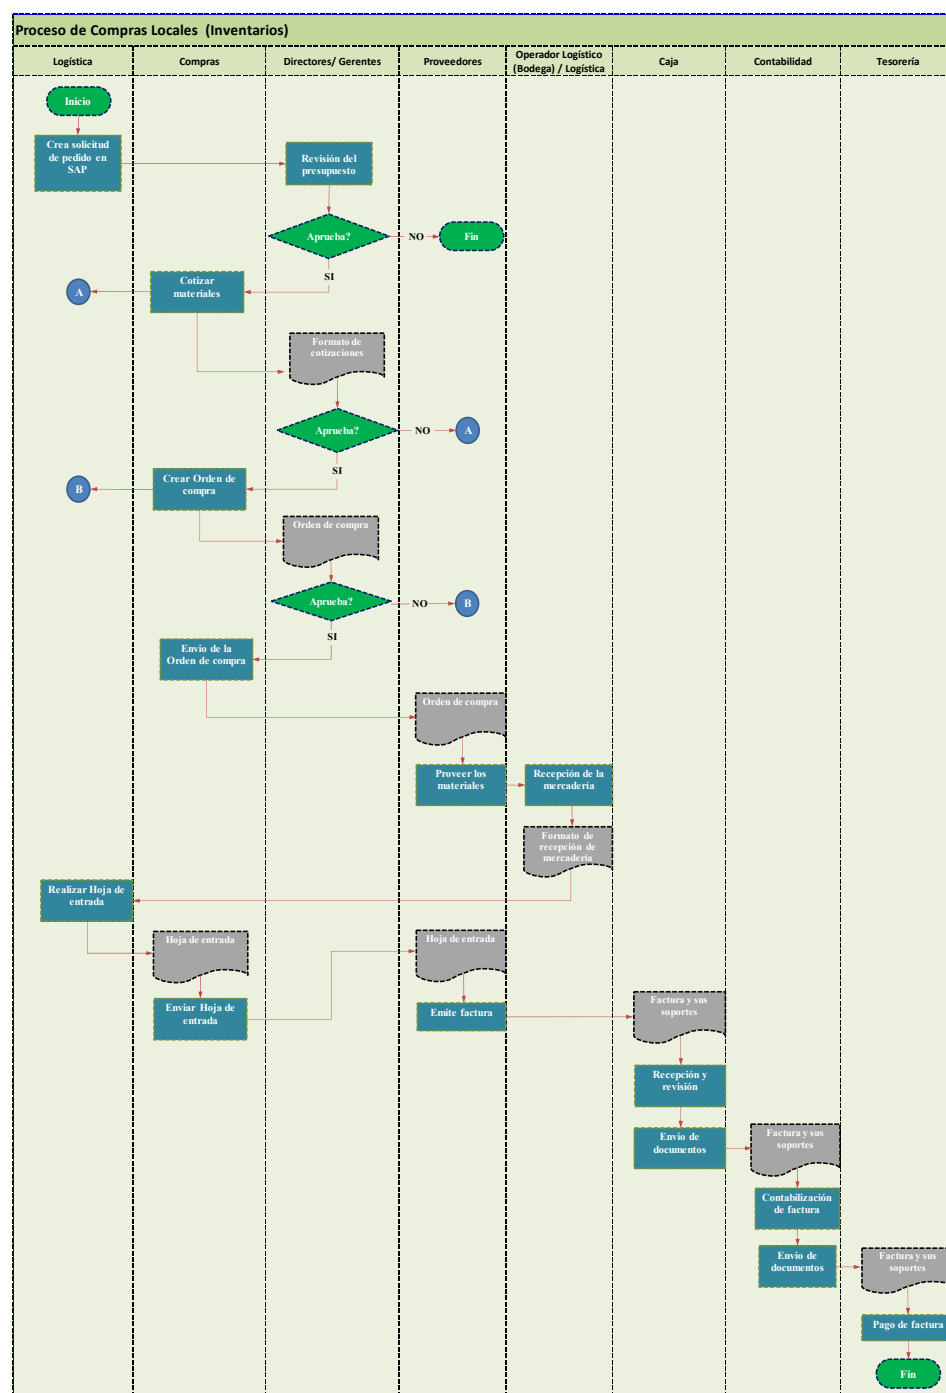 Proceso de Compras Locales (Inventarios)
Logística
Compras
Directores/ Gerentes
Proveedores
Operador Logístico
(Bodega) / Logística
Caja
Contabilidad
Tesorería
Inicio
Crea solicitud
de pedido en
SAP
Revisión del
presupuesto
Aprueba?
NO
Fin
SI
Cotizar
materiales
A
Formato de
cotizaciones
Aprueba?
NO
A
SI
Crear Orden de
compra
B
Orden de compra
Aprueba?
NO
B
SI
Envio de la
Orden de compra
Orden de compra
Proveer los
materiales
Recepción de la
mercadería
Formato de
recepción de
mercadería
Realizar Hoja de
entrada
Hoja de entrada
Enviar Hoja de
entrada
Hoja de entrada
Emite factura
Factura y sus
soportes
Recepción y
revisión
Envio de
documentos
Factura y sus
soportes
Contabilización
de factura
Envio de
documentos
Factura y sus
soportes
Pago de factura
Fin